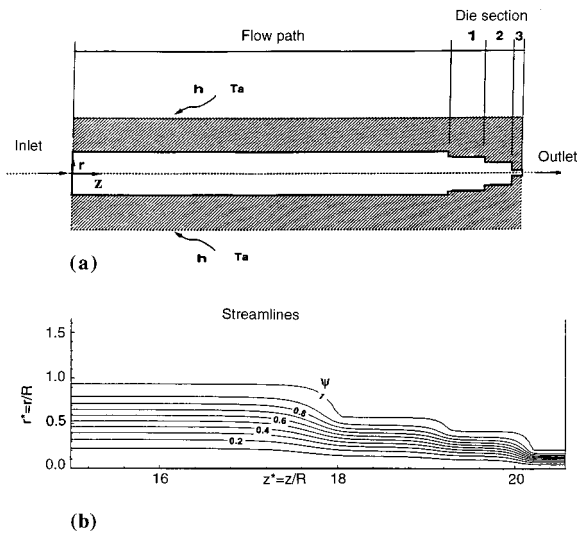 Die section
Flow path
1 2 3
h Ta
Inlet
r
z
Outlet
h Ta
(a)
Streamlines
1.5
1.0
0.5
0.0
r*=r/R
ψ
0.8
0.6
0.4
0.2
16 18 20
z*=z/R
(b)